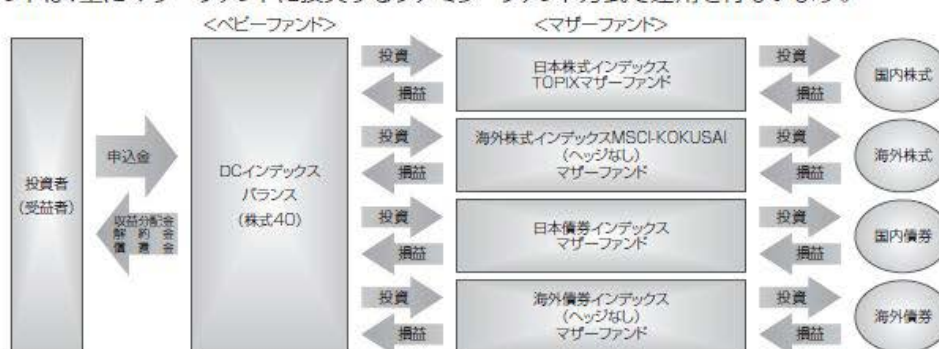 <ベビーファンド>
<マザーファンド>
投資者
(受益者)
申込金
収益分配金
解約金
償還金
DCインデックス
バランス
(株式40)
投資
損益
日本株式インデックス
TOPIXマザーファンド
投資
損益
国内株式
投資
損益
海外株式インデックスMSCI-KOKUSAI
(ヘッジなし)
マザーファンド
投資
損益
海外株式
投資
損益
日本債券インデックス
マザーファンド
投資
損益
国内債券
投資
損益
海外債券インデックス
(ヘッジなし)
マザーファンド
投資
損益
海外債券